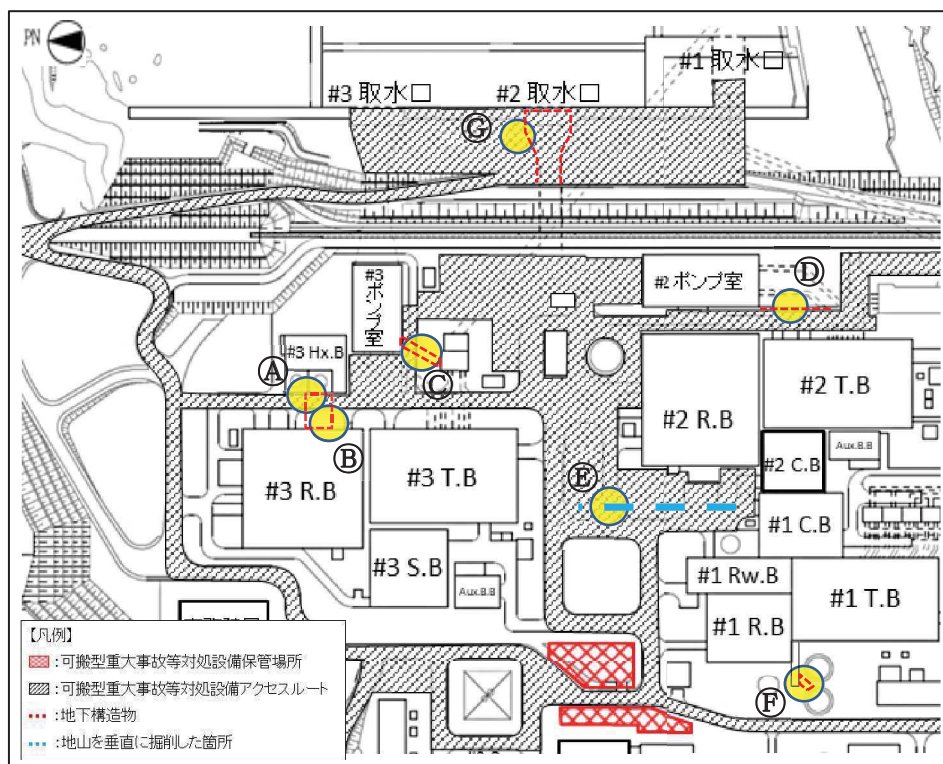 PN
#1 取水口
#3 取水口
#2 取水口
Ⓖ
Ⓓ
#3 ポンプ室
#2 ポンプ室
#3 Hx.B
Ⓐ
Ⓒ
#2 T.B
#2 R.B
Ⓑ
#2 C.B
Aux.B.B
#3 R.B
#3 T.B
Ⓔ
#1 C.B
#3 S.B
#1 Rw.B
Aux.B.B
#1 T.B
#1 R.B
Ⓕ
【凡例】
:可搬型重大事故等対処設備保管場所
:可搬型重大事故等対処設備アクセスルート
:地下構造物
:地山を垂直に掘削した箇所